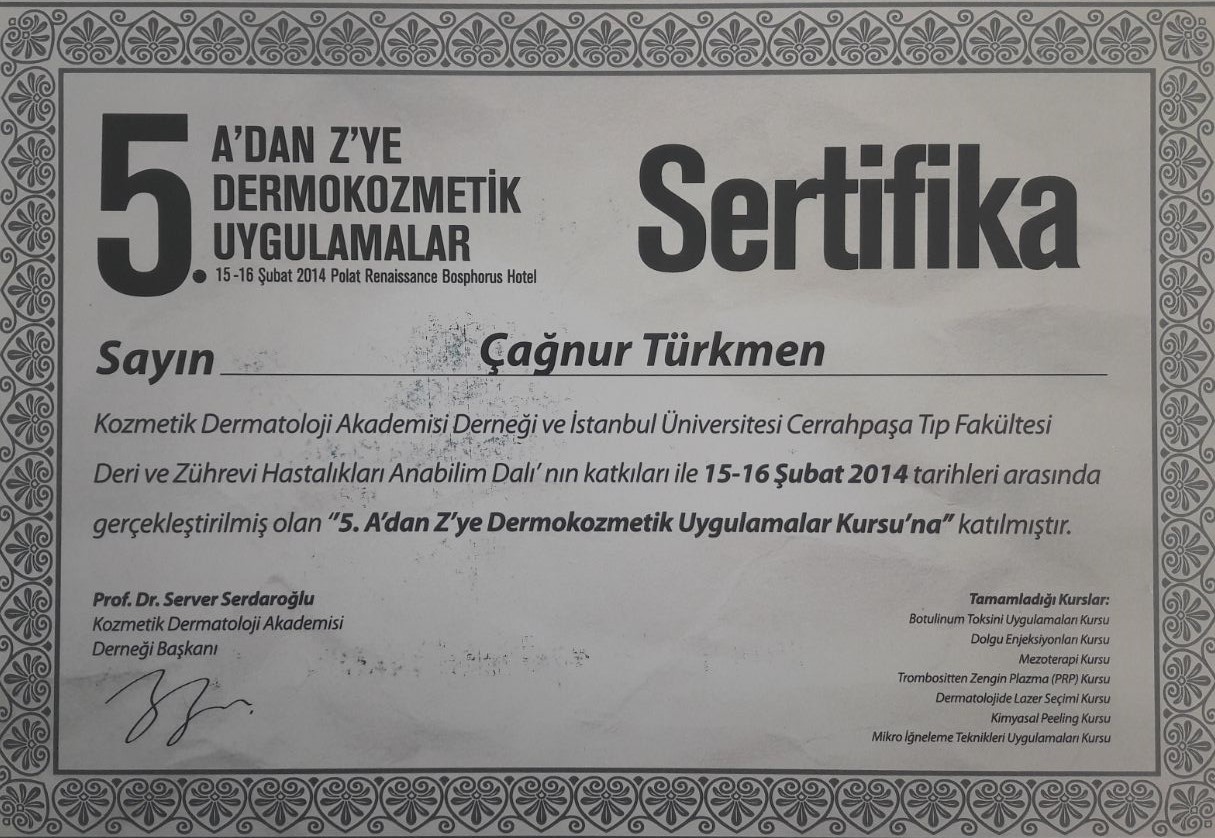 5. A'DAN Z'YE
DERMOKOZMETİK
UYGULAMALAR
15-16 Şubat 2014 Polat Renaissance Bosphorus Hotel
Sertifika
Sayın Çağnur Türkmen
Kozmetik Dermatoloji Akademisi Derneği ve İstanbul Üniversitesi Cerrahpaşa Tıp Fakültesi
Deri ve Zührevi Hastalıkları Anabilim Dalı' nın katkıları ile 15-16 Şubat 2014 tarihleri arasında
gerçekleştirilmiş olan "5. A'dan Z'ye Dermokozmetik Uygulamalar Kursu'na" katılmıştır.
Prof. Dr. Server Serdaroğlu
Kozmetik Dermatoloji Akademisi
Derneği Başkanı
Tamamladığı Kurslar:
Botulinum Toksini Uygulamaları Kursu
Dolgu Enjeksiyonları Kursu
Mezoterapi Kursu
Trombositten Zengin Plazma (PRP) Kursu
Dermatolojide Lazer Seçimi Kursu
Kimyasal Peeling Kursu
Mikro İğneleme Teknikleri Uygulamaları Kursu